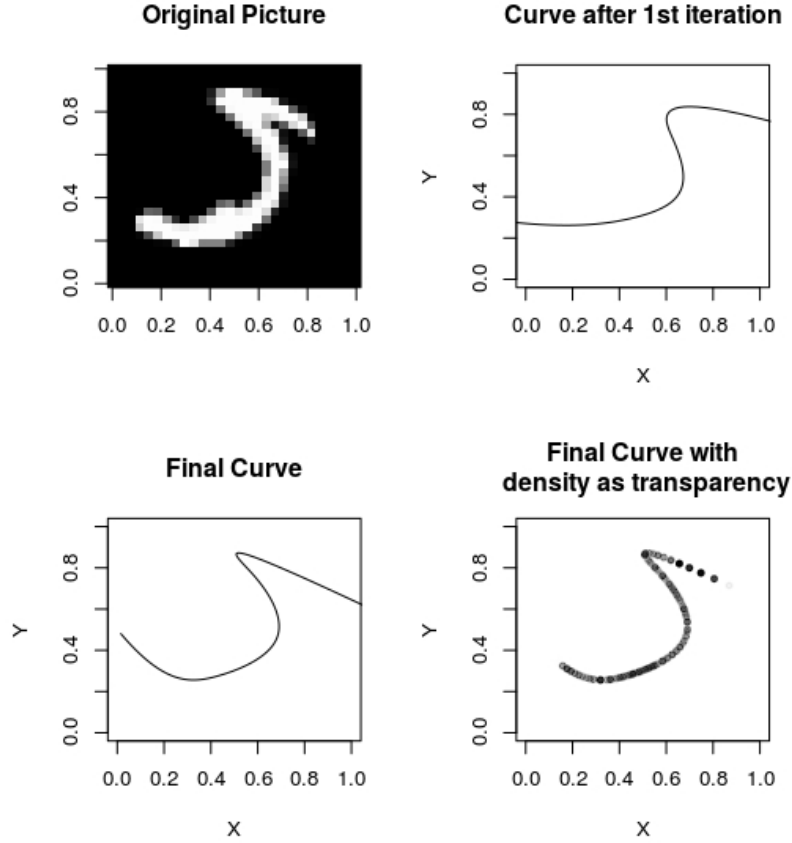 Original Picture
Curve after 1st iteration
0.8
0.4
0.0
0.0 0.2 0.4 0.6 0.8 1.0
Y
0.8
0.4
0.0
0.0 0.2 0.4 0.6 0.8 1.0
X
Final Curve
Final Curve with
density as transparency
Y
0.8
0.4
0.0
0.0 0.2 0.4 0.6 0.8 1.0
X
Y
0.8
0.4
0.0
0.0 0.2 0.4 0.6 0.8 1.0
X